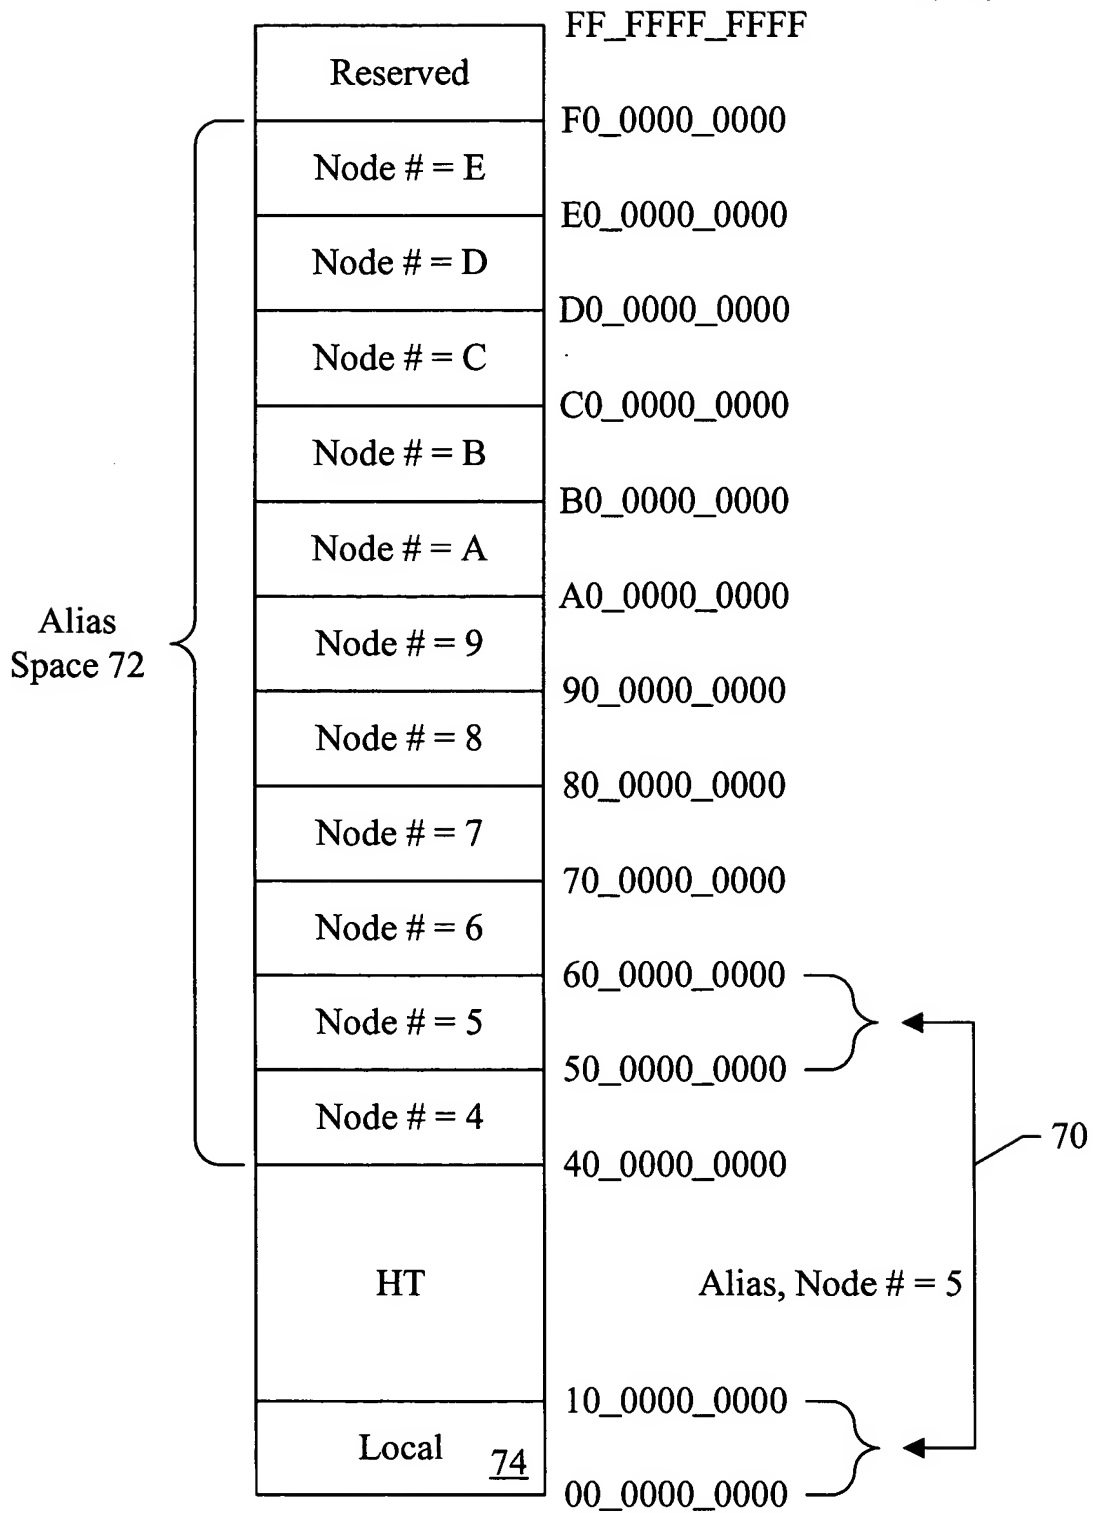 FF_FFFF_FFFF
Reserved
F0_0000_0000
Node # = E
E0_0000_0000
Node # = D
D0_0000_0000
Node # = C
C0_0000_0000
Node # = B
B0_0000_0000
Node # = A
A0_0000_0000
Alias
Space 72
Node # = 9
90_0000_0000
Node # = 8
80_0000_0000
Node # = 7
70_0000_0000
Node # = 6
60_0000_0000
Node # = 5
50_0000_0000
Node # = 4
70
40_0000_0000
HT
Alias, Node # = 5
10_0000_0000
Local
74
00_0000_0000